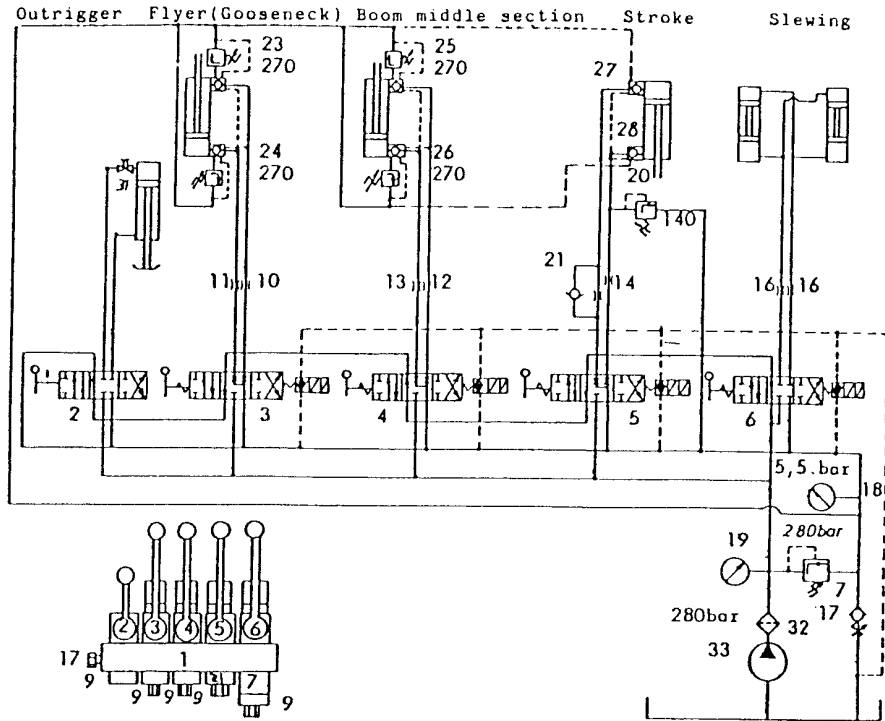 Outrigger Flyer(Gooseneck) Boom middle section Stroke Slewing
23 25
270 270 27
28
24 26 20
270 270
31 140
21
11 10 13 12 14 16 16
2 3 4 5 6
5,5.bar
18
280bar
19
7
17
280bar 32
33
2 3 4 5 6
17 1
9 7
9 9 9 9